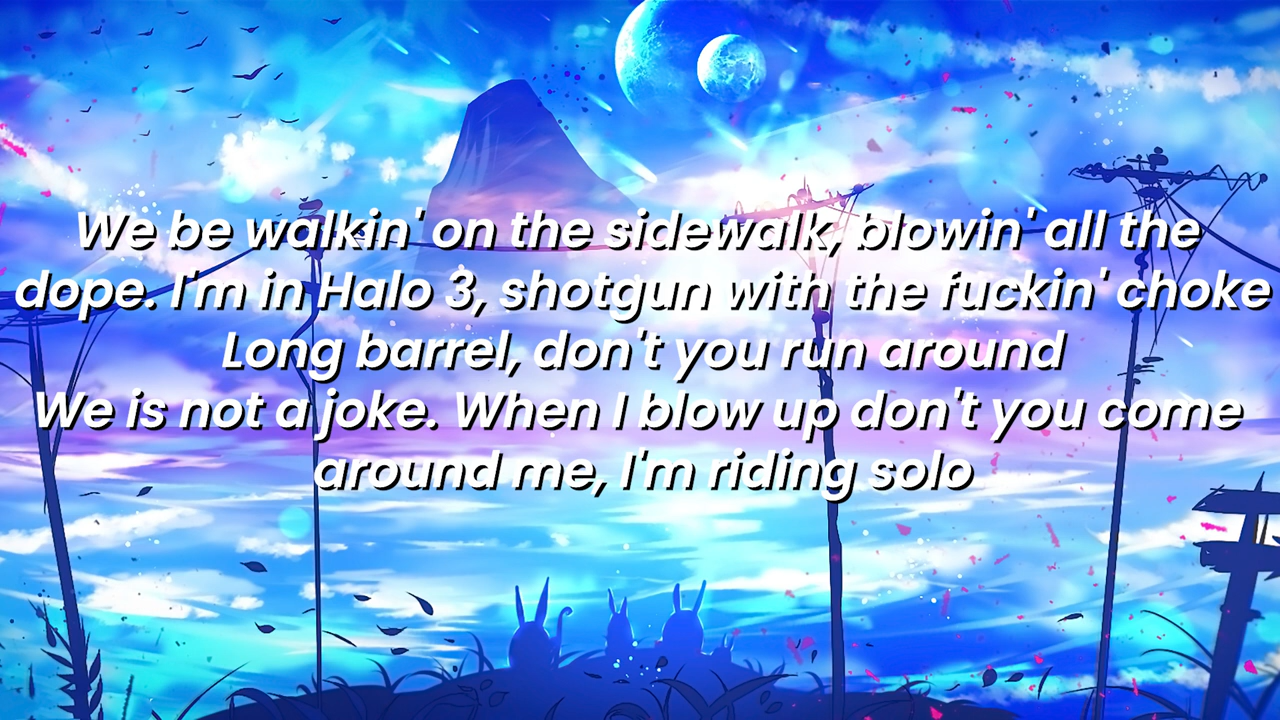 We be walkin' on the sidewalk, blowin' all the
dope. I'm in Halo 3, shotgun with the fuckin' choke
Long barrel, don't you run around
We is not a joke. When I blow up don't you come
around me, I'm riding solo